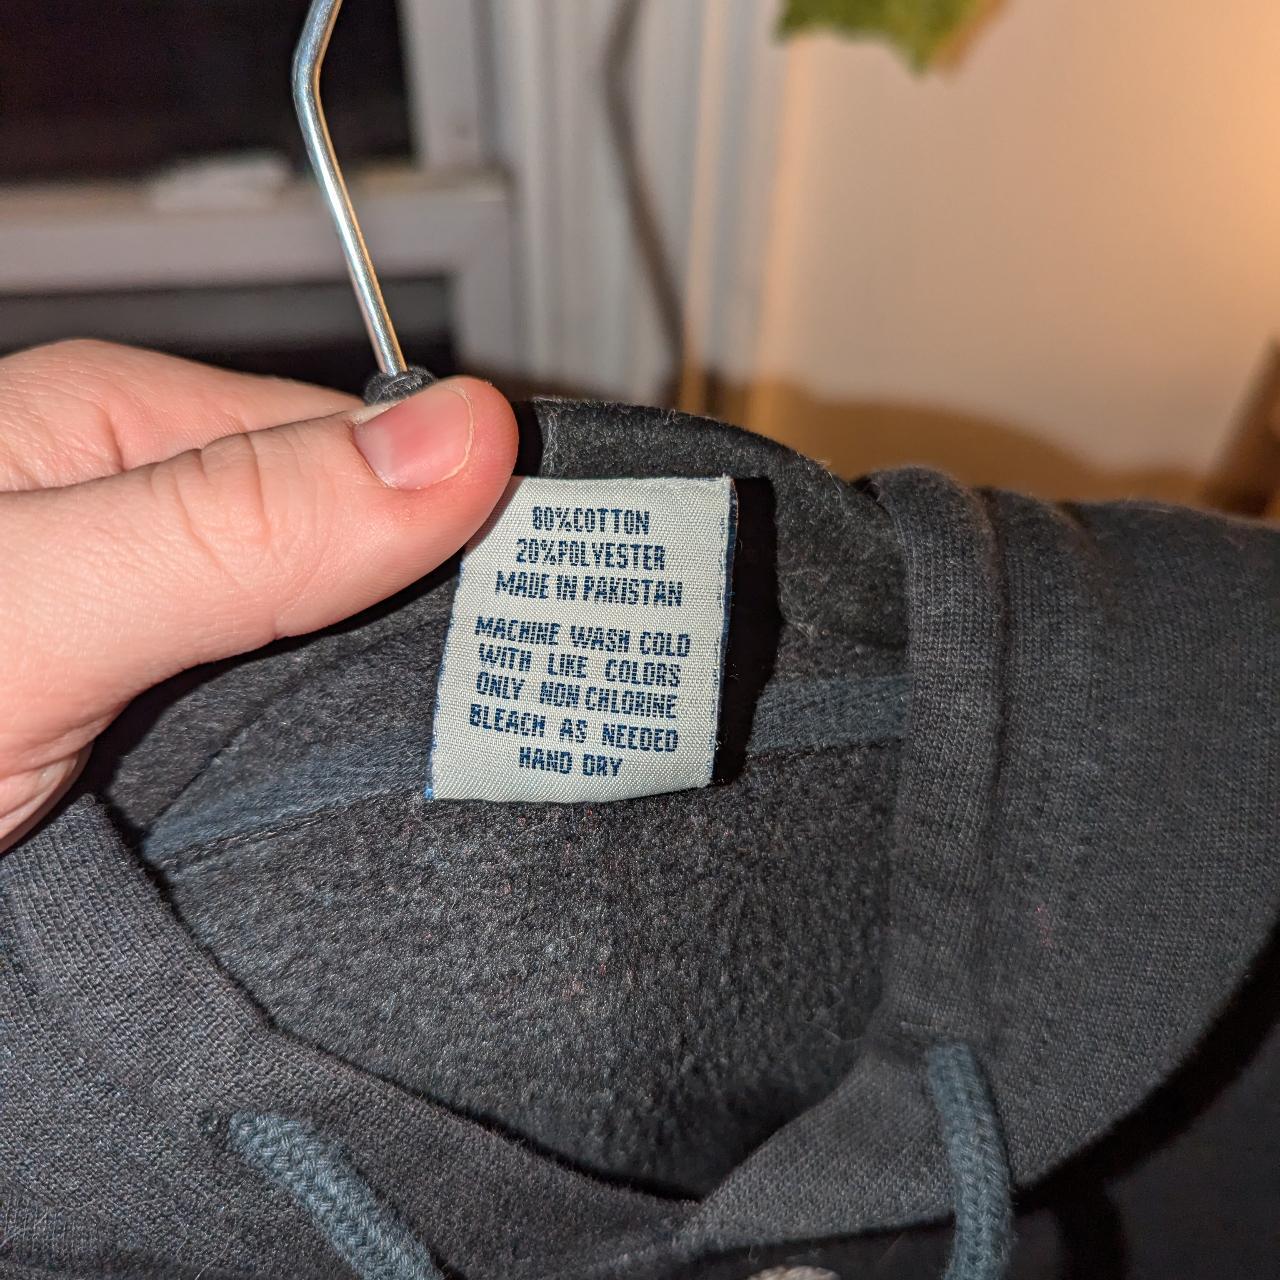 80%COTTON
20%POLYESTER
MADE IN PAKISTAN
MACHINE WASH COLD
WITH LIKE COLORS
ONLY NON CHLORINE
BLEACH AS NEEDED
HAND DRY